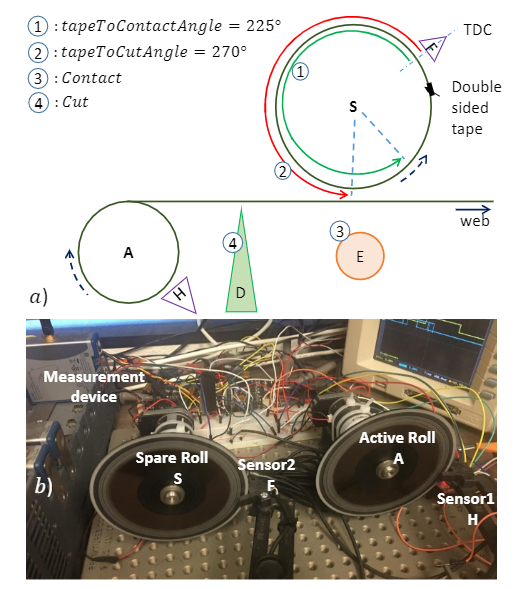 ① : tapeToContactAngle = 225°
② : tapeToCutAngle = 270°
③ : Contact
④ : Cut
TDC
F
①
S
Double
sided
tape
②
web
③
A
④
E
H
D
a)
Measurement
device
Spare Roll
S
Sensor2
F
Active Roll
A
Sensor1
H
b)